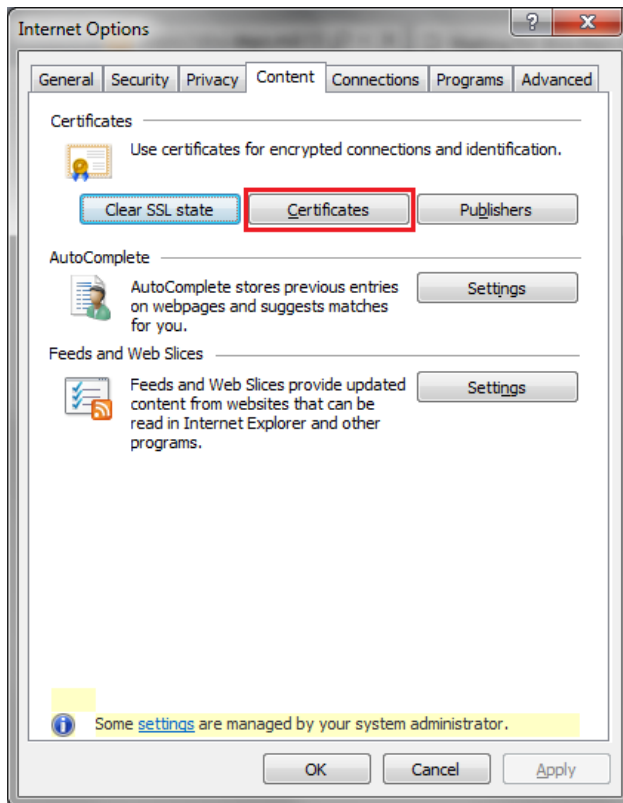 Internet Options
?
X
General Security Privacy Content Connections Programs Advanced
Certificates
Use certificates for encrypted connections and identification.
Clear SSL state Certificates Publishers
AutoComplete
AutoComplete stores previous entries
on webpages and suggests matches
for you.
Settings
Feeds and Web Slices
Feeds and Web Slices provide updated
content from websites that can be
read in Internet Explorer and other
programs.
Settings
Some settings are managed by your system administrator.
OK Cancel Apply